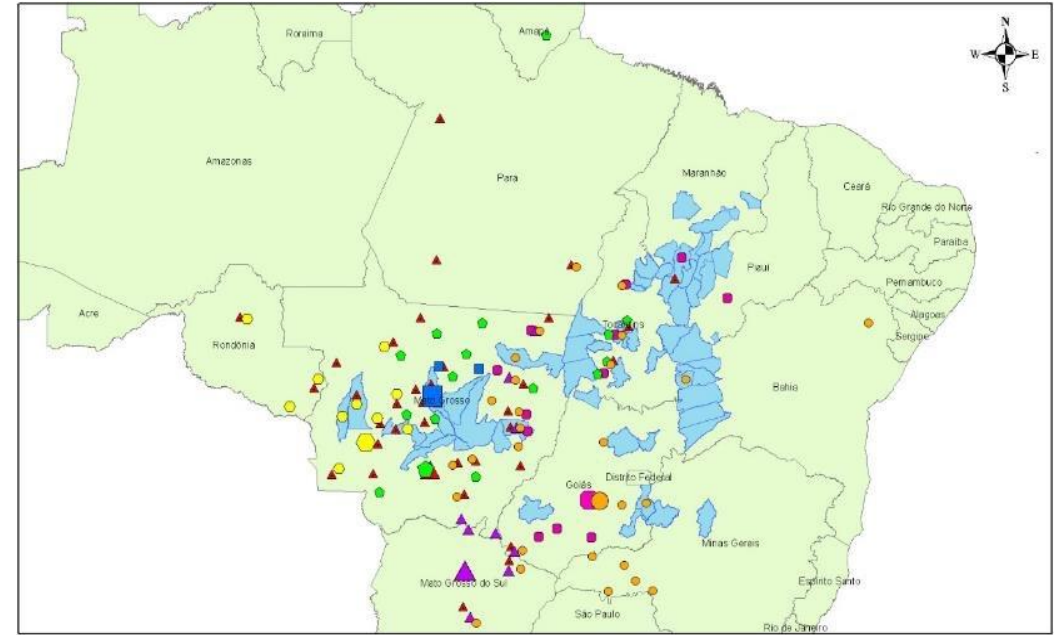 Roraima
Amapá
N
W E
S
Amazonas
Para
Maranhão
Ceará
Rio Grande do Norte
Paraíba
Piauí
Pernambuco
Acre
Alagoas
Tocantins
Sergipe
Rondônia
Bahia
Mato Grosso
Distrito Federal
Goiás
Minas Gerais
Mato Grosso do Sul
Espírito Santo
São Paulo
Rio de Janeiro